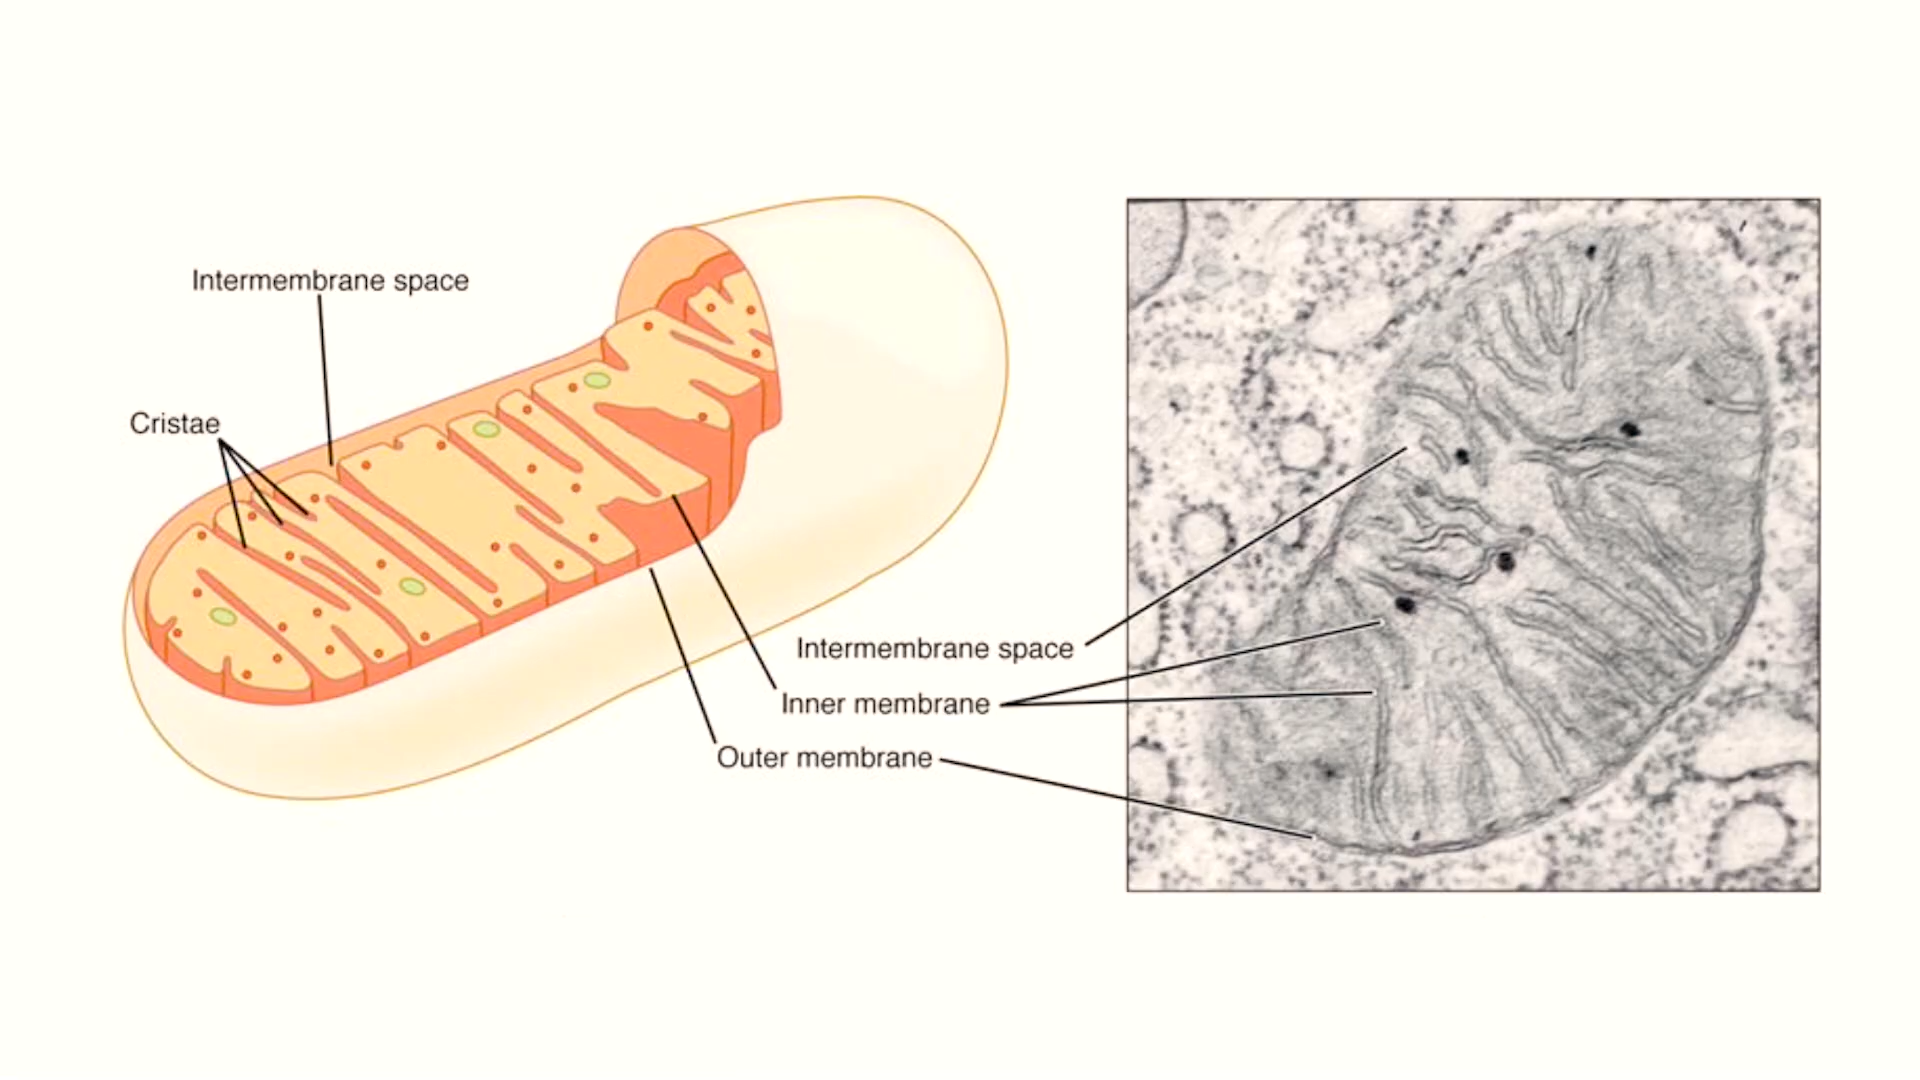 Intermembrane space
Cristae
Intermembrane space
Inner membrane
Outer membrane